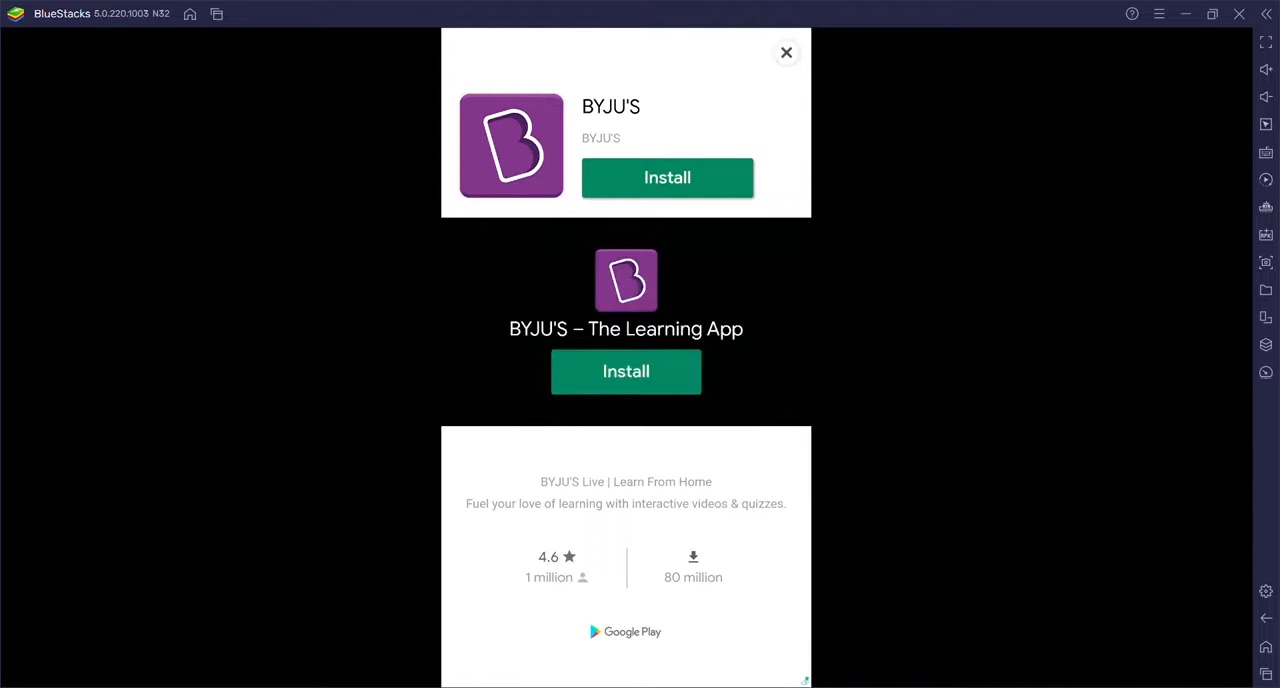 BlueStacks 5.0.220.1003 N32
BYJU'S
BYJU'S
Install
BYJU'S – The Learning App
Install
BYJU'S Live | Learn From Home
Fuel your love of learning with interactive videos & quizzes.
4.6 ★
1 million
80 million
Google Play